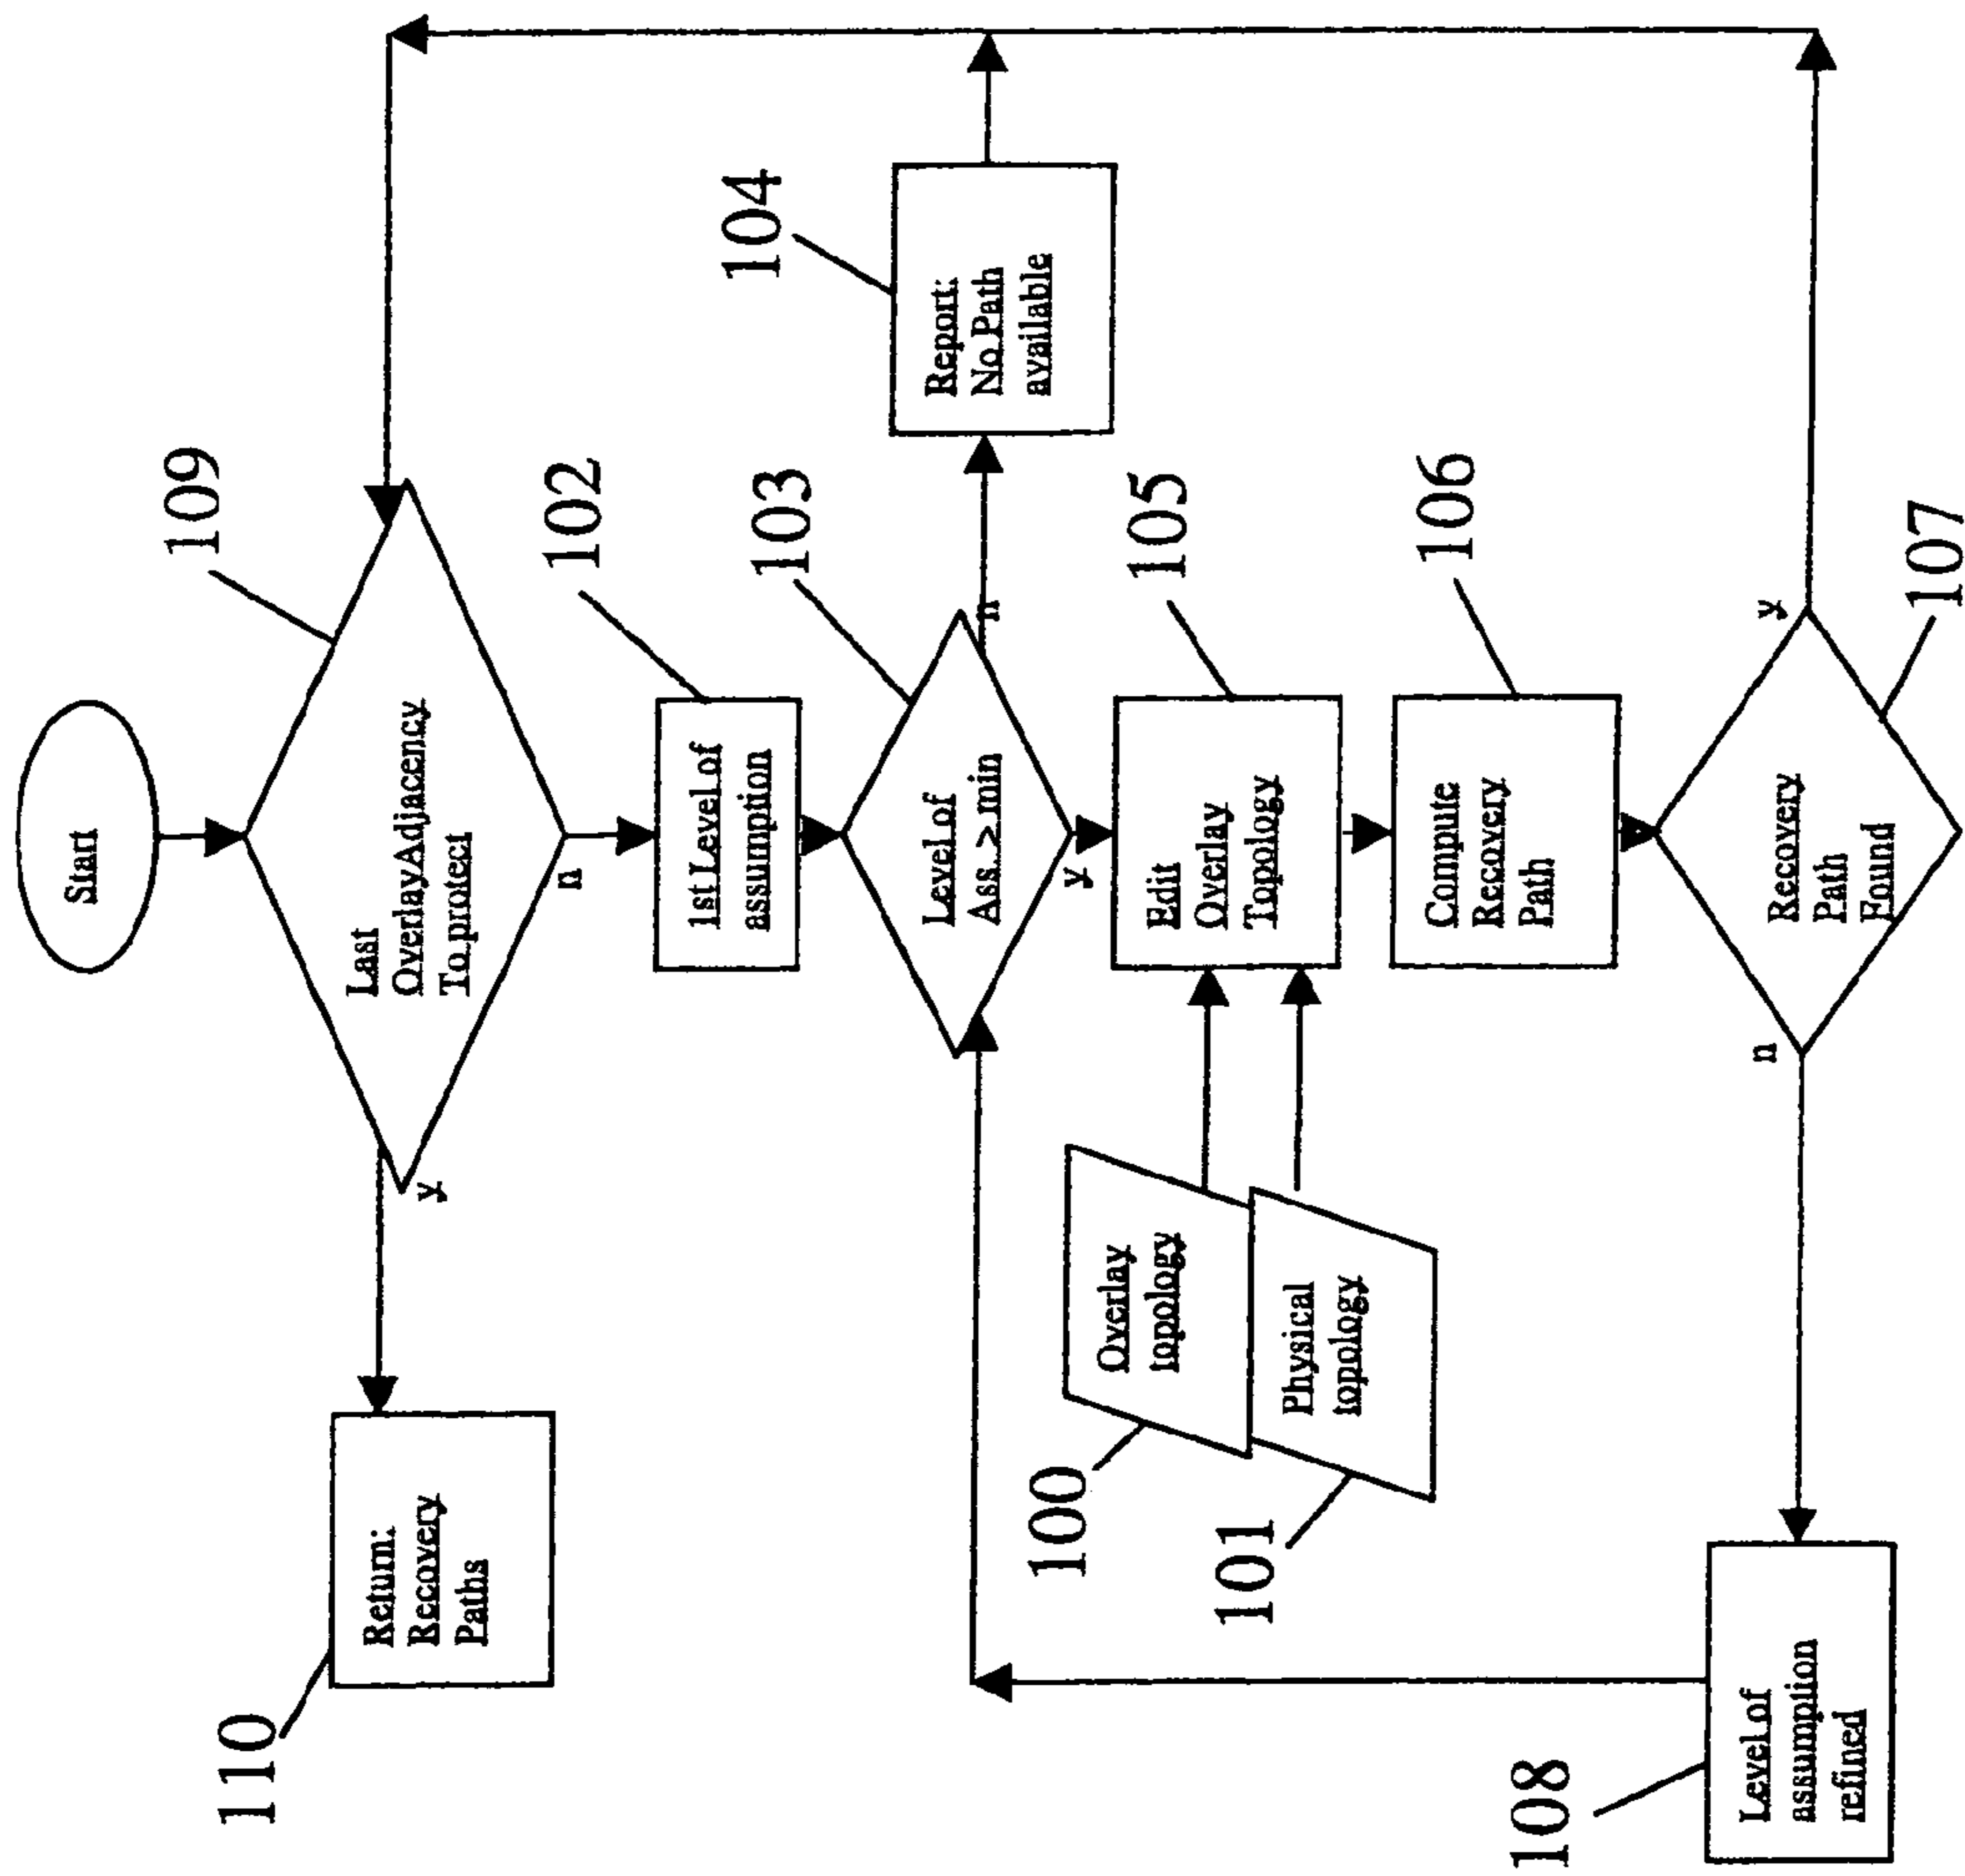 Start
109
Last
Overlay Adjacency
To protect
y
n
110
Return:
Recovery
Paths
102
1st Level of
assumption
103
Level of
Ass. > min
n
y
104
Report:
No Path
available
100
Overlay
topology
101
Physical
topology
105
Edit
Overlay
Topology
106
Compute
Recovery
Path
107
Recovery
Path
Found
n
y
108
Level of
assumption
refined